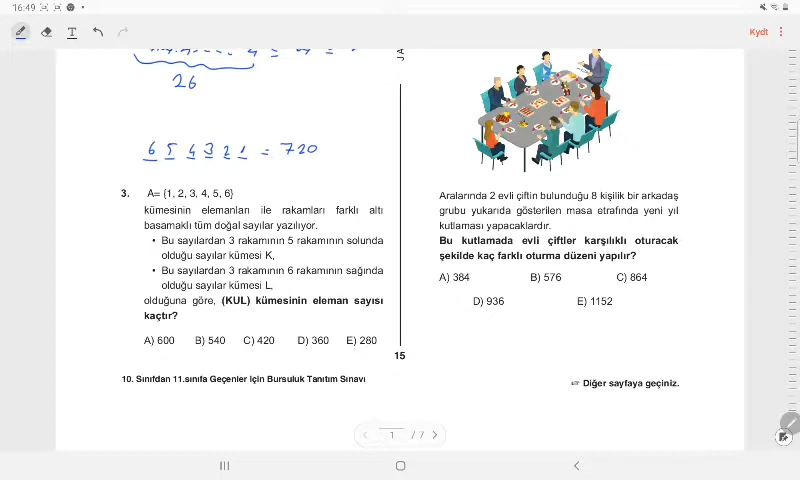 16:49
T
Kydt
26
6 5 4 3 2 1 = 720
3. A= {1, 2, 3, 4, 5, 6}
kümesinin elemanları ile rakamları farklı altı
basamaklı tüm doğal sayılar yazılıyor.
• Bu sayılardan 3 rakamının 5 rakamının solunda
olduğu sayılar kümesi K,
• Bu sayılardan 3 rakamının 6 rakamının sağında
olduğu sayılar kümesi L,
olduğuna göre, (KUL) kümesinin eleman sayısı
kaçtır?
A) 600 B) 540 C) 420 D) 360 E) 280
10. Sınıfdan 11.sınıfa Geçenler için Bursuluk Tanıtım Sınavı
JA
15
Aralarında 2 evli çiftin bulunduğu 8 kişilik bir arkadaş
grubu yukarıda gösterilen masa etrafında yeni yıl
kutlaması yapacaklardır.
Bu kutlamada evli çiftler karşılıklı oturacak
şekilde kaç farklı oturma düzeni yapılır?
A) 384 B) 576 C) 864
D) 936 E) 1152
Diğer sayfaya geçiniz.
1 / 7